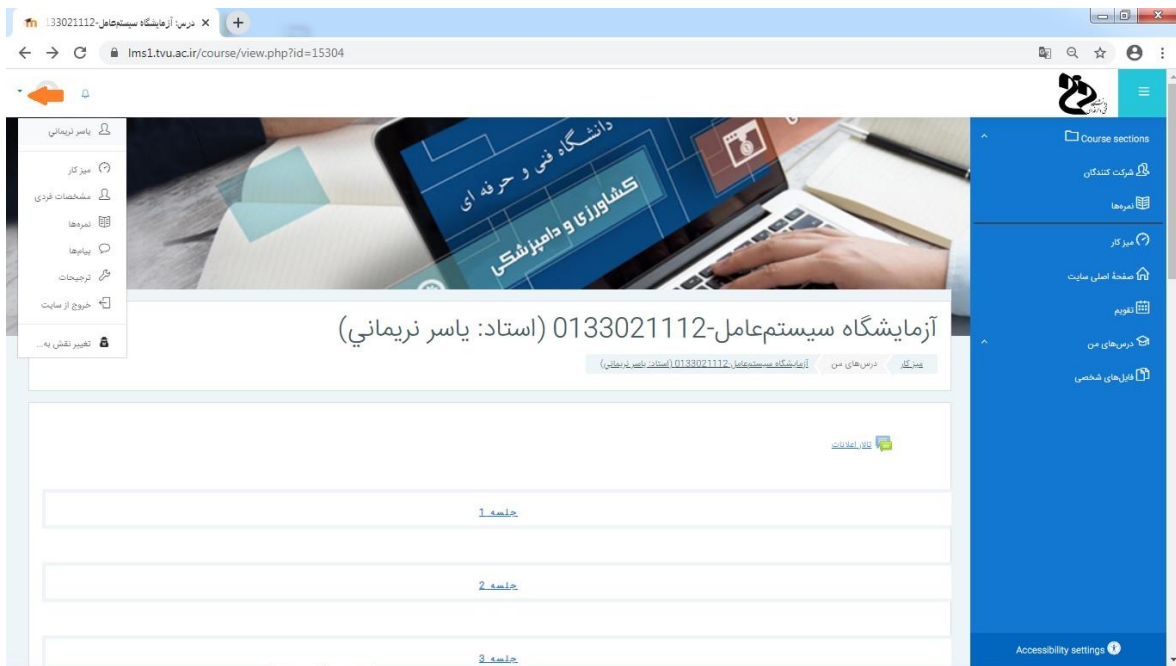 درس: آزمایشگاه سیستم‌عامل-133021112
lms1.tvu.ac.ir/course/view.php?id=15304
Course sections
شرکت کنندگان
نمره‌ها
میز کار
صفحهٔ اصلی سایت
تقویم
درس‌های من
فایل‌های شخصی
Accessibility settings
یاسر نریماني
میز کار
مشخصات فردی
نمره‌ها
پیام‌ها
ترجیحات
خروج از سایت
تغییر نقش به...
دانشگاه فنی و حرفه ای
کشاورزی و دامپزشکی
آزمایشگاه سیستم‌عامل-0133021112 (استاد: یاسر نریماني)
میز کار درس‌های من آزمایشگاه سیستم‌عامل-0133021112 (استاد: یاسر نریماني)
تالار اعلانات
جلسه 1
جلسه 2
جلسه 3